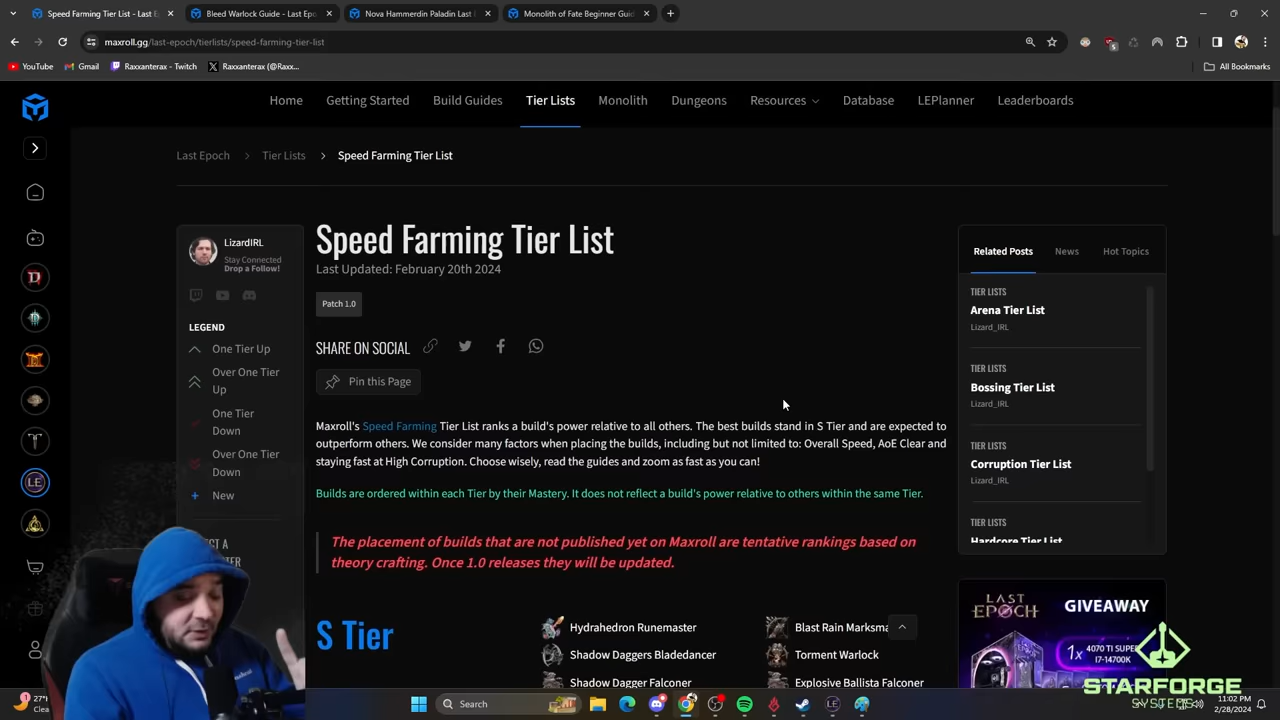 Speed Farming Tier List - Last E
Bleed Warlock Guide - Last Epo
Nova Hammerdin Paladin Last
Monolith of Fate Beginner Guid
maxroll.gg/last-epoch/tierlists/speed-farming-tier-list
YouTube
Gmail
Raxxanterax - Twitch
Raxxanterax (@Raxx...
All Bookmarks
Home
Getting Started
Build Guides
Tier Lists
Monolith
Dungeons
Resources
Database
LEPlanner
Leaderboards
Last Epoch > Tier Lists > Speed Farming Tier List
LizardIRL
Stay Connected
Drop a Follow!
LEGEND
One Tier Up
Over One Tier
Up
One Tier
Down
Over One Tier
Down
New
Speed Farming Tier List
Last Updated: February 20th 2024
Patch 1.0
SHARE ON SOCIAL
Pin this Page
Maxroll's Speed Farming Tier List ranks a build's power relative to all others. The best builds stand in S Tier and are expected to
outperform others. We consider many factors when placing the builds, including but not limited to: Overall Speed, AoE Clear and
staying fast at High Corruption. Choose wisely, read the guides and zoom as fast as you can!
Builds are ordered within each Tier by their Mastery. It does not reflect a build's power relative to others within the same Tier.
The placement of builds that are not published yet on Maxroll are tentative rankings based on
theory crafting. Once 1.0 releases they will be updated.
S Tier
Hydrahedron Runemaster
Blast Rain Marksma
Shadow Daggers Bladedancer
Torment Warlock
Shadow Dagger Falconer
Explosive Ballista Falconer
Related Posts
News
Hot Topics
TIER LISTS
Arena Tier List
Lizard_IRL
TIER LISTS
Bossing Tier List
Lizard_IRL
TIER LISTS
Corruption Tier List
Lizard_IRL
TIER LISTS
Hardcore Tier List
LAST
EPOCH
GIVEAWAY
1x
4070 TI SUPER
I7-14700K
STARFORGE
SYSTEMS
27°
Clear
Search
11:02 PM
2/28/2024